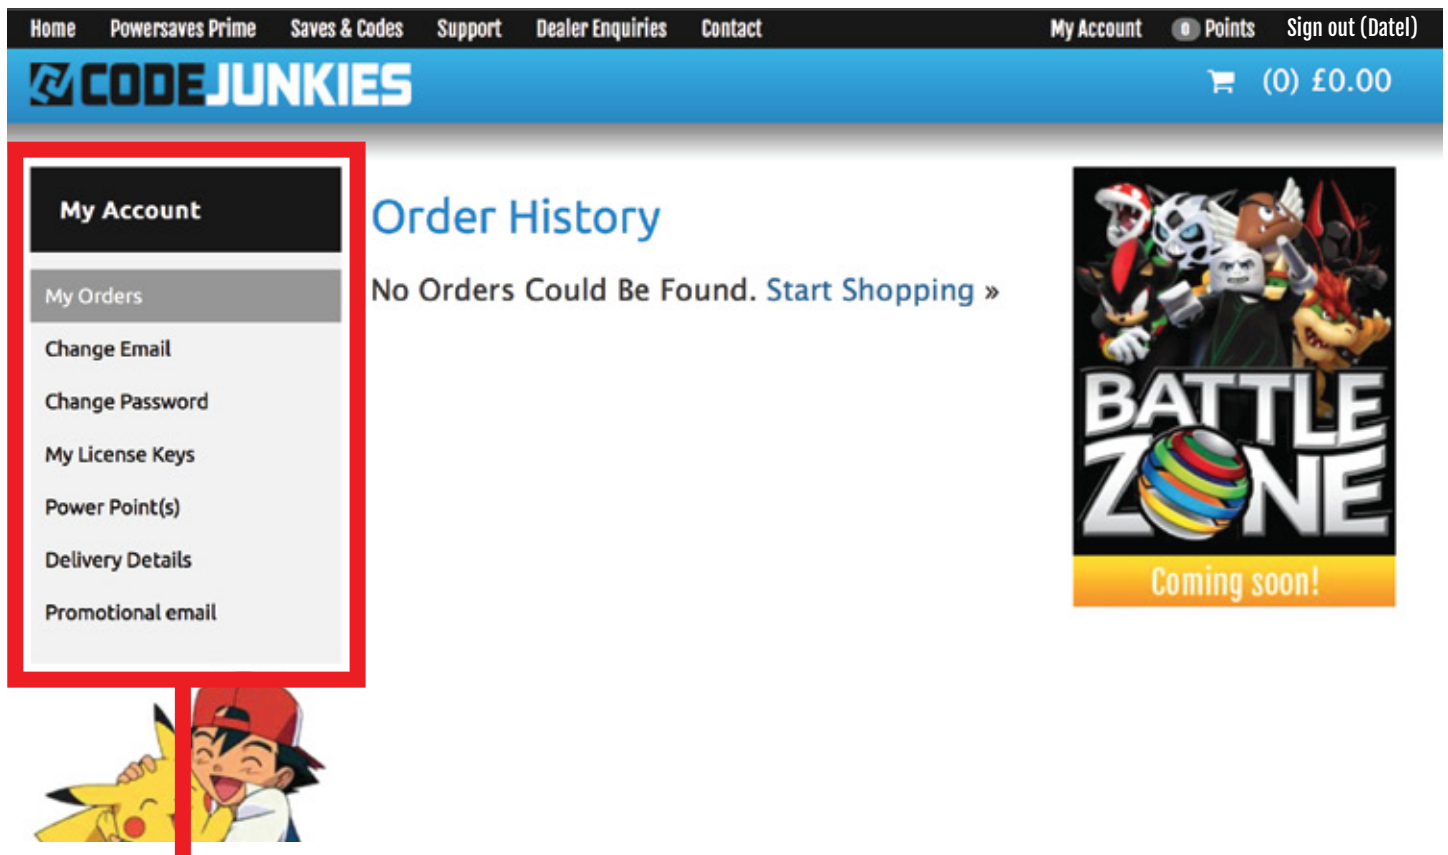 Home Powersaves Prime Saves & Codes Support Dealer Enquiries Contact My Account 0 Points Sign out (Datel)
CODEJUNKIES (0) £0.00
My Account
My Orders
Change Email
Change Password
My License Keys
Power Point(s)
Delivery Details
Promotional email
Order History
No Orders Could Be Found. Start Shopping »
BATTLE
ZONE
Coming soon!